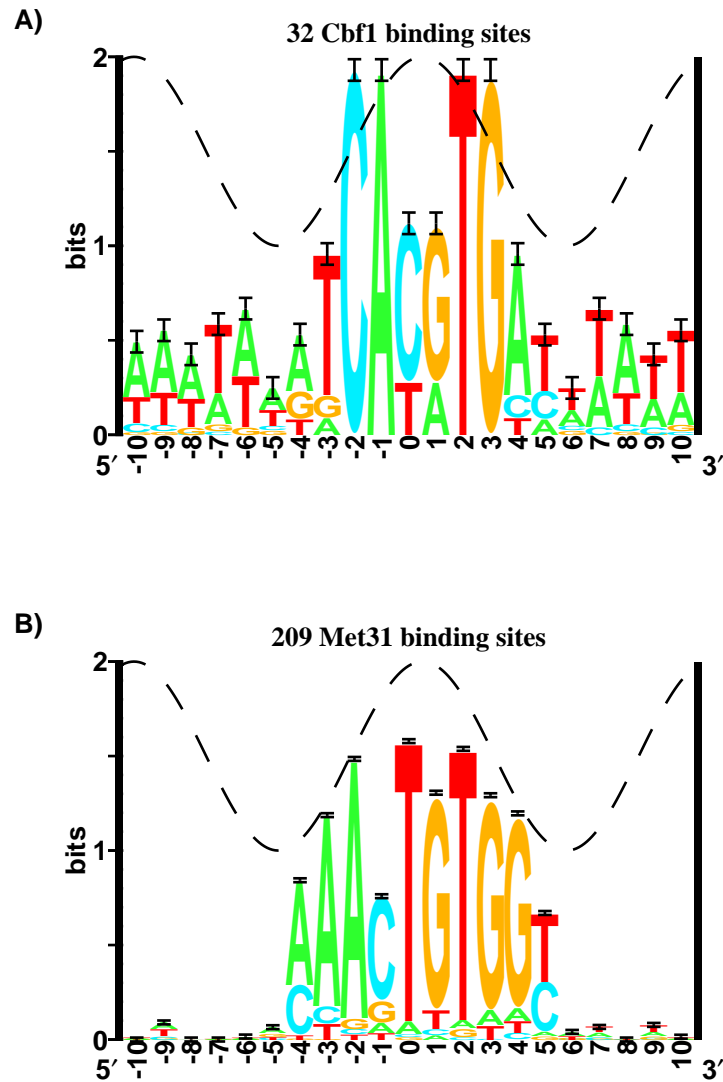 A)
32 Cbf1 binding sites
2
1
0
bits
A A A T A A A T C A C G T G A T T T A T T
5′ -10 -9 -8 -7 -6 -5 -4 -3 -2 -1 0 1 2 3 4 5 6 7 8 9 10 3′
B)
209 Met31 binding sites
2
1
0
bits
A A A C T G T G G T
5′ -10 -9 -8 -7 -6 -5 -4 -3 -2 -1 0 1 2 3 4 5 6 7 8 9 10 3′